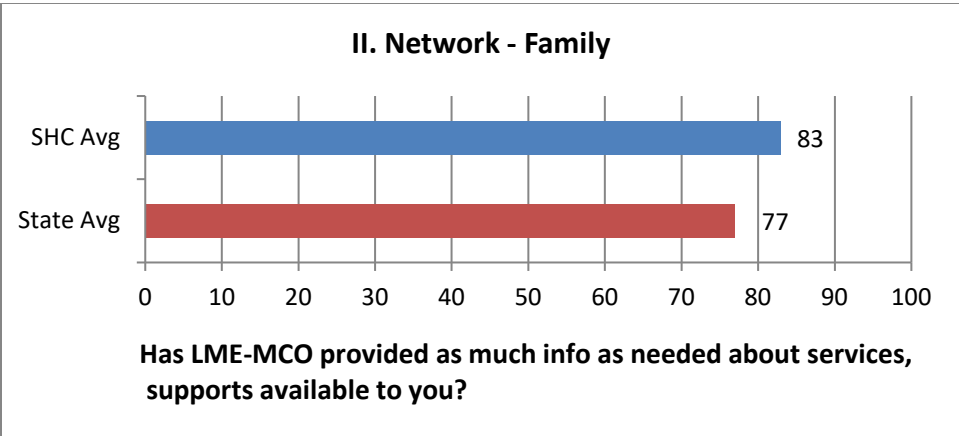 II. Network - Family
SHC Avg
83
State Avg
77
0 10 20 30 40 50 60 70 80 90 100
Has LME-MCO provided as much info as needed about services,
supports available to you?